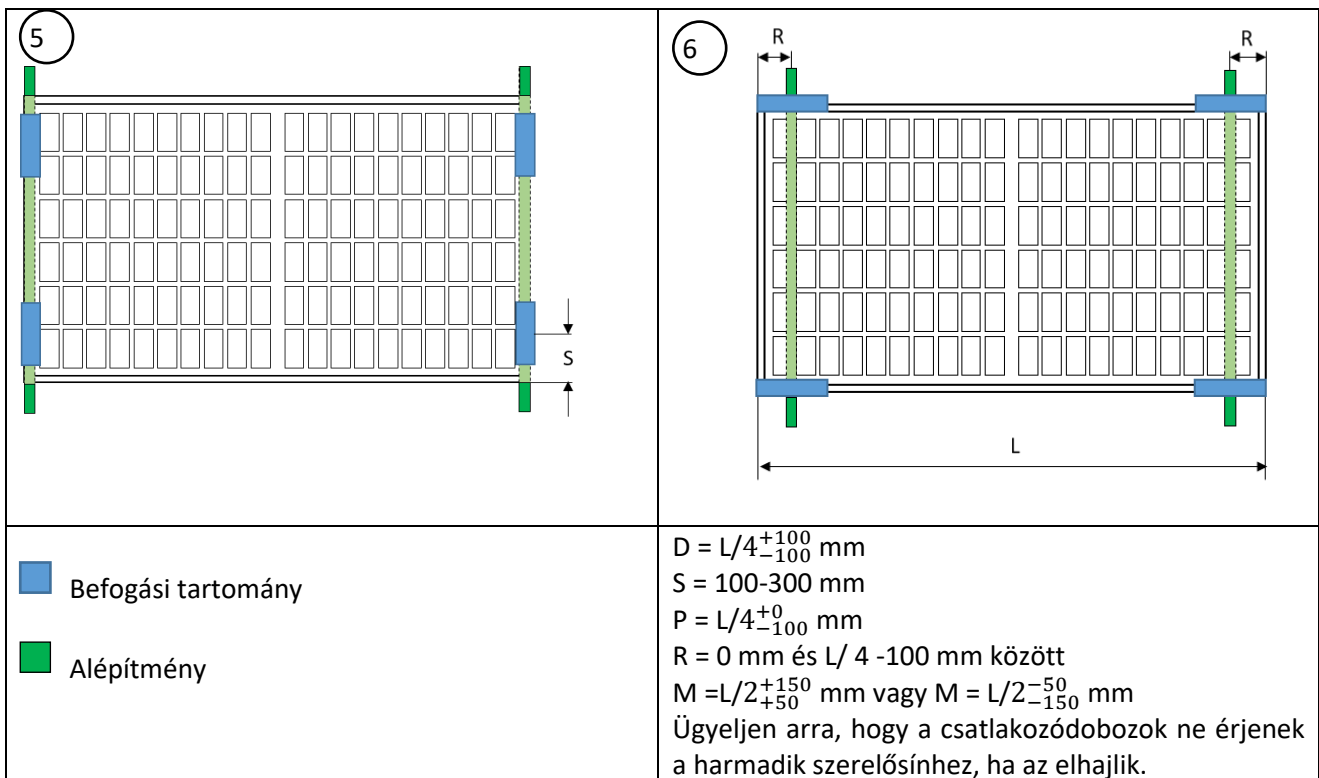 5
S
6
R R
L
Befogási tartomány
Alépítmény
D = L/4 +100 −100 mm
S = 100-300 mm
P = L/4 +0 −100 mm
R = 0 mm és L/ 4 -100 mm között
M =L/2 +150 +50 mm vagy M = L/2 −50 −150 mm
Ügyeljen arra, hogy a csatlakozódobozok ne érjenek
a harmadik szerelősínhez, ha az elhajlik.